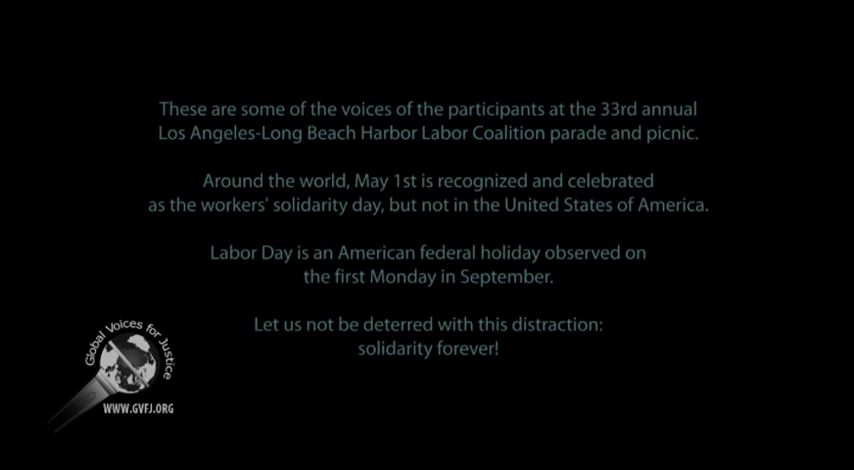 These are some of the voices of the participants at the 33rd annual
Los Angeles-Long Beach Harbor Labor Coalition parade and picnic.
Around the world, May 1st is recognized and celebrated
as the workers' solidarity day, but not in the United States of America.
Labor Day is an American federal holiday observed on
the first Monday in September.
Let us not be deterred with this distraction:
solidarity forever!
Global Voices for Justice
WWW.GVFJ.ORG